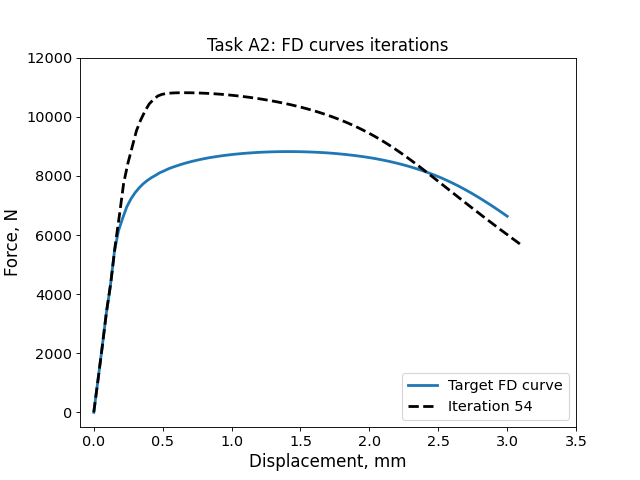 Task A2: FD curves iterations
Force, N
12000
10000
8000
6000
4000
2000
0
0.0 0.5 1.0 1.5 2.0 2.5 3.0 3.5
Displacement, mm
Target FD curve
Iteration 54